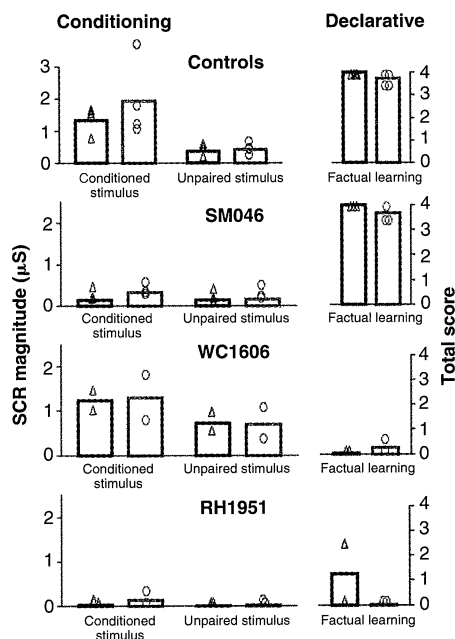 Conditioning
Declarative
Controls
3
2
1
0
4
3
2
1
0
Conditioned stimulus
Unpaired stimulus
Factual learning
SM046
2
1
0
4
3
2
1
0
Conditioned stimulus
Unpaired stimulus
Factual learning
WC1606
2
1
0
4
3
2
1
0
Conditioned stimulus
Unpaired stimulus
Factual learning
RH1951
2
1
0
4
3
2
1
0
Conditioned stimulus
Unpaired stimulus
Factual learning
SCR magnitude (μS)
Total score